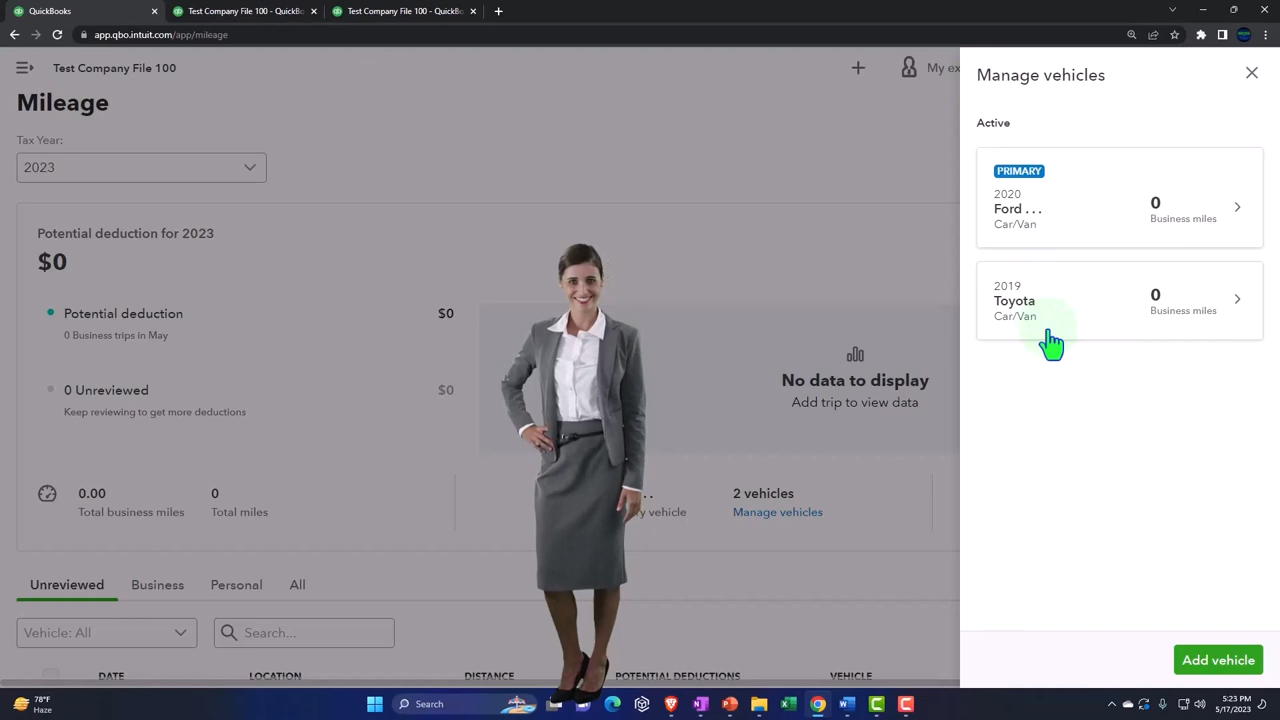 QuickBooks
Test Company File 100 - QuickBo
Test Company File 100 - QuickBo
app.qbo.intuit.com/app/mileage
Test Company File 100
My ex
Mileage
Tax Year:
2023
Potential deduction for 2023
$0
Potential deduction
$0
0 Business trips in May
0 Unreviewed
$0
Keep reviewing to get more deductions
No data to display
Add trip to view data
0.00
Total business miles
0
Total miles
. .
y vehicle
2 vehicles
Manage vehicles
Unreviewed
Business
Personal
All
Vehicle: All
Search...
DATE
LOCATION
DISTANCE
POTENTIAL DEDUCTIONS
VEHICLE
Manage vehicles
Active
PRIMARY
2020
Ford . . .
Car/Van
0
Business miles
2019
Toyota
Car/Van
0
Business miles
Add vehicle
78°F
Haze
Search
5:23 PM
5/17/2023